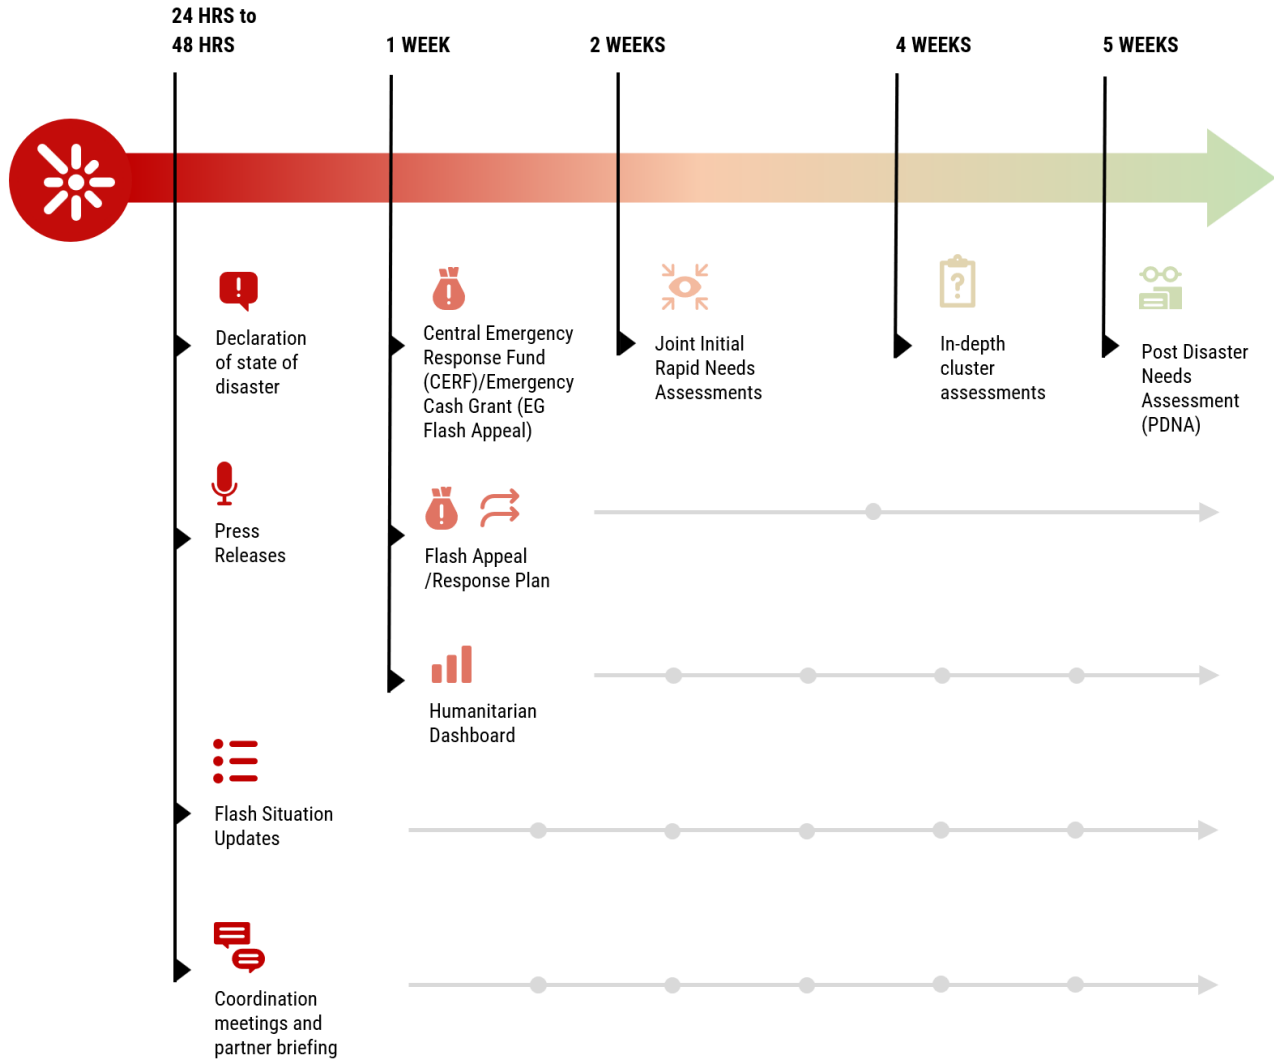 24 HRS to
48 HRS
1 WEEK
2 WEEKS
4 WEEKS
5 WEEKS
Declaration
of state of
disaster
Central Emergency
Response Fund
(CERF)/Emergency
Cash Grant (EG
Flash Appeal)
Joint Initial
Rapid Needs
Assessments
In-depth
cluster
assessments
Post Disaster
Needs
Assessment
(PDNA)
Press
Releases
Flash Appeal
/Response Plan
Humanitarian
Dashboard
Flash Situation
Updates
Coordination
meetings and
partner briefing